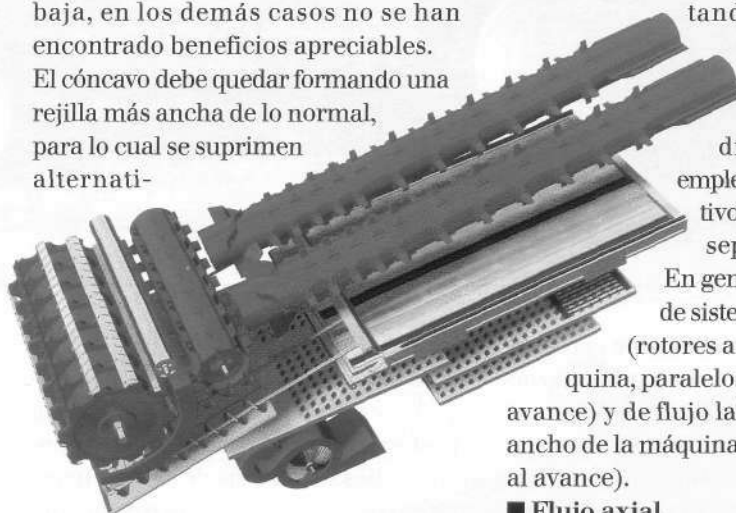 baja, en los demás casos no se han
encontrado beneficios apreciables.
El cóncavo debe quedar formando una
rejilla más ancha de lo normal,
para lo cual se suprimen
alternati-
tand
di
emple
tivo
sep
En gen
de siste
(rotores a
quina, paralelo
avance) y de flujo la
ancho de la máquina
al avance).
■ Flujo axial